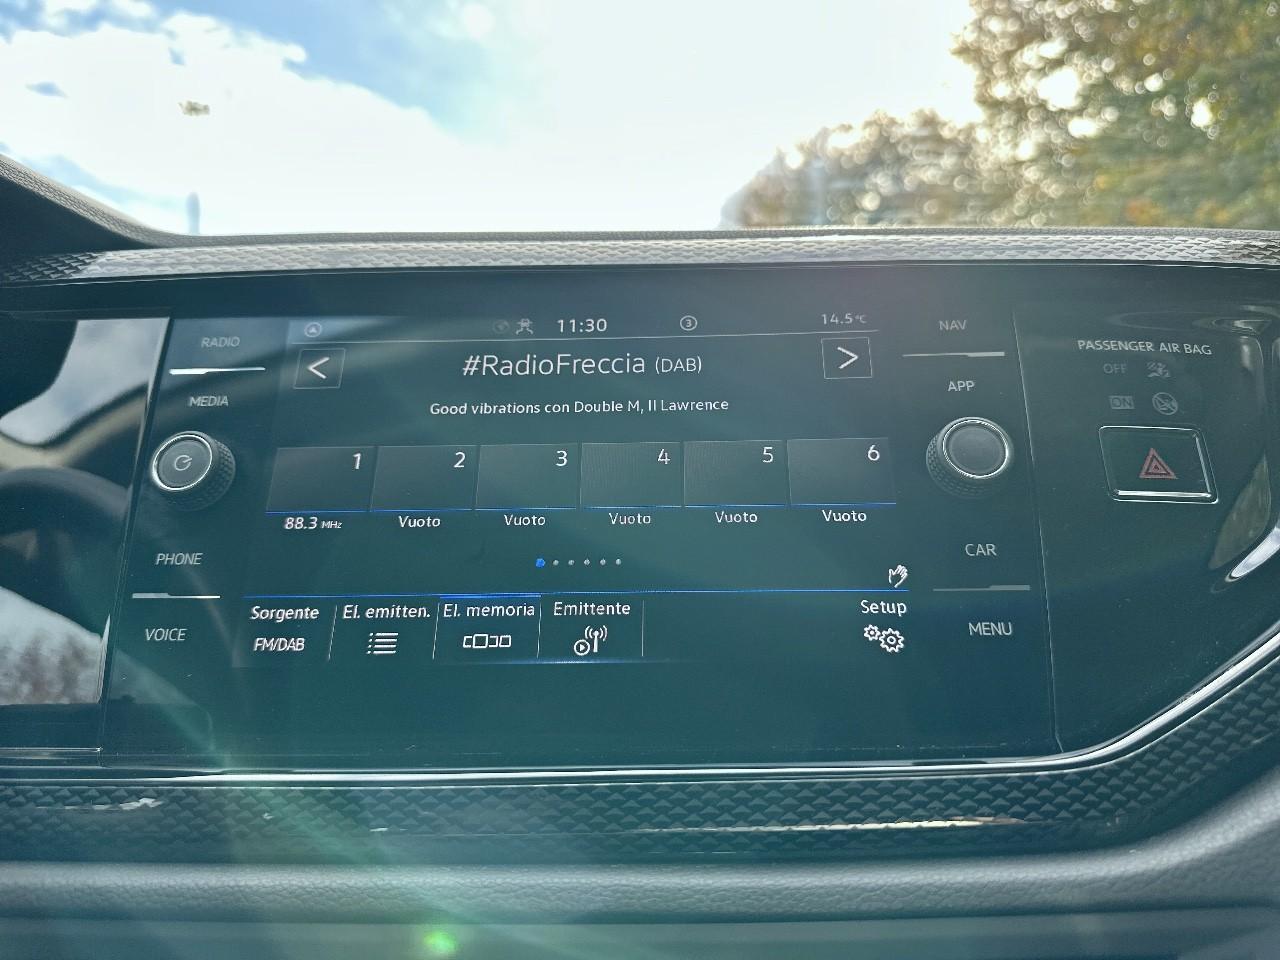 RADIO
11:30
3
14.5°C
NAV
#RadioFreccia (DAB)
MEDIA
APP
PASSENGER AIR BAG
OFF
ON
Good vibrations con Double M, Il Lawrence
1 2 3 4 5 6
88.3 MHz Vuoto Vuoto Vuoto Vuoto Vuoto
PHONE
CAR
Sorgente El. emitten. El. memoria Emittente Setup
FM/DAB
VOICE
MENU